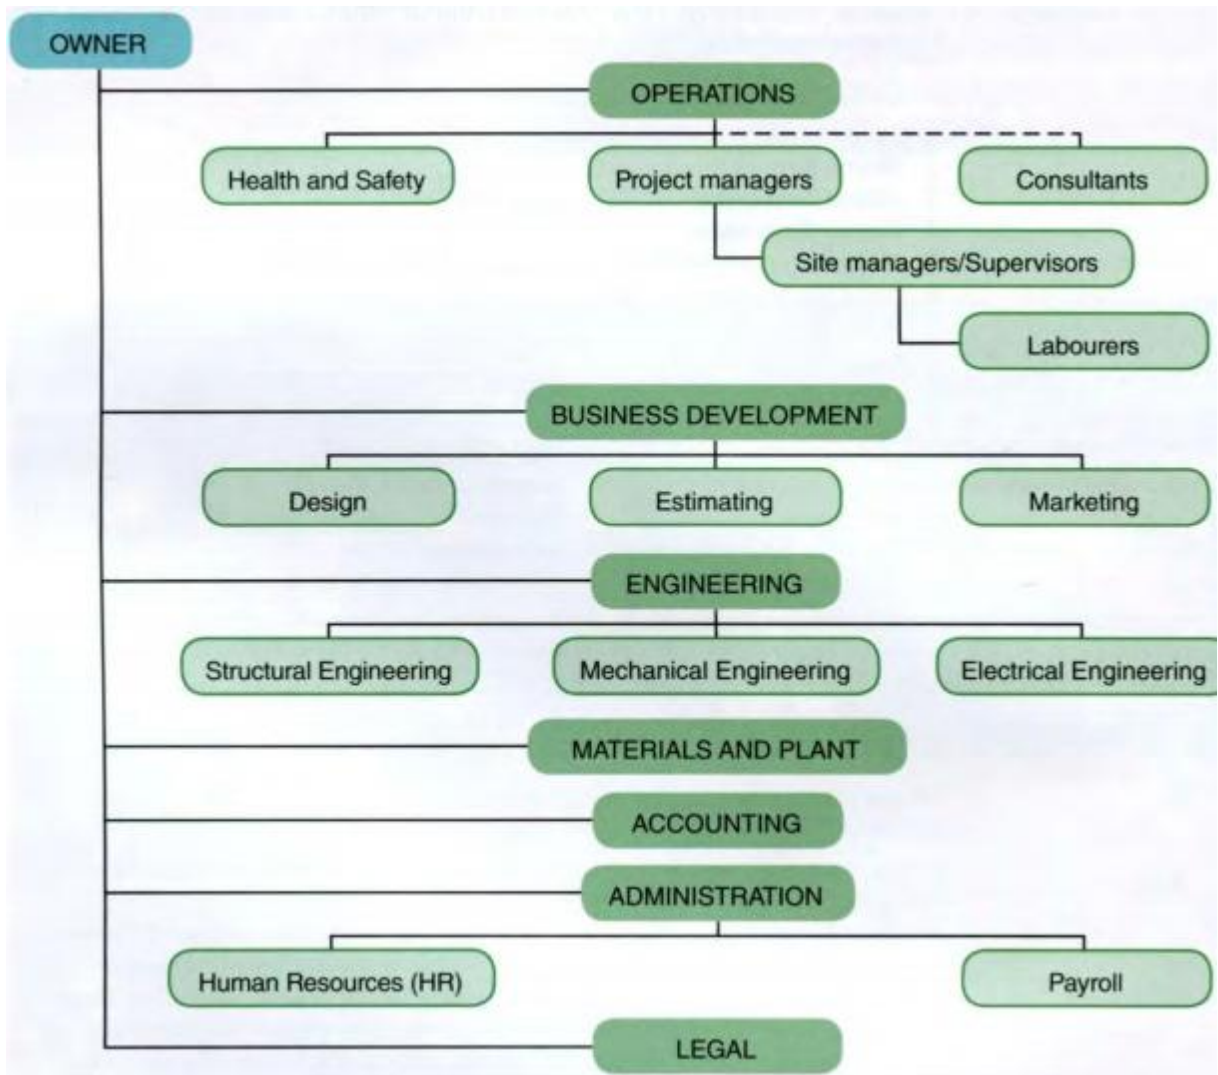 OWNER
OPERATIONS
Health and Safety
Project managers
Consultants
Site managers/Supervisors
Labourers
BUSINESS DEVELOPMENT
Design
Estimating
Marketing
ENGINEERING
Structural Engineering
Mechanical Engineering
Electrical Engineering
MATERIALS AND PLANT
ACCOUNTING
ADMINISTRATION
Human Resources (HR)
Payroll
LEGAL